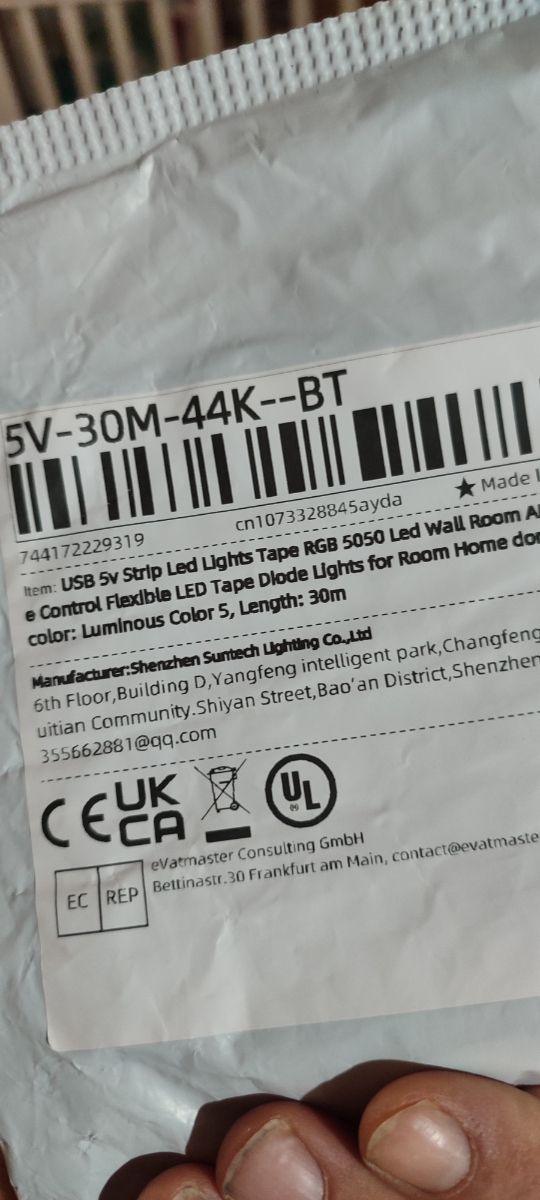 5V-30M-44K--BT
744172229319
cn1073328845ayda
★ Made
Item: USB 5v Strip Led Lights Tape RGB 5050 Led Wall Room
e Control Flexible LED Tape Diode Lights for Room Home
color: Luminous Color 5, Length: 30m
Manufacturer:Shenzhen Suntech Lighting Co.,Ltd
6th Floor,Building D,Yangfeng intelligent park,Changfeng
uitian Community.Shiyan Street,Bao'an District,Shenzhen
355662881@qq.com
CE UK CA UL
eVatmaster Consulting GmbH
EC REP Bettinastr.30 Frankfurt am Main, contact@evatmaste